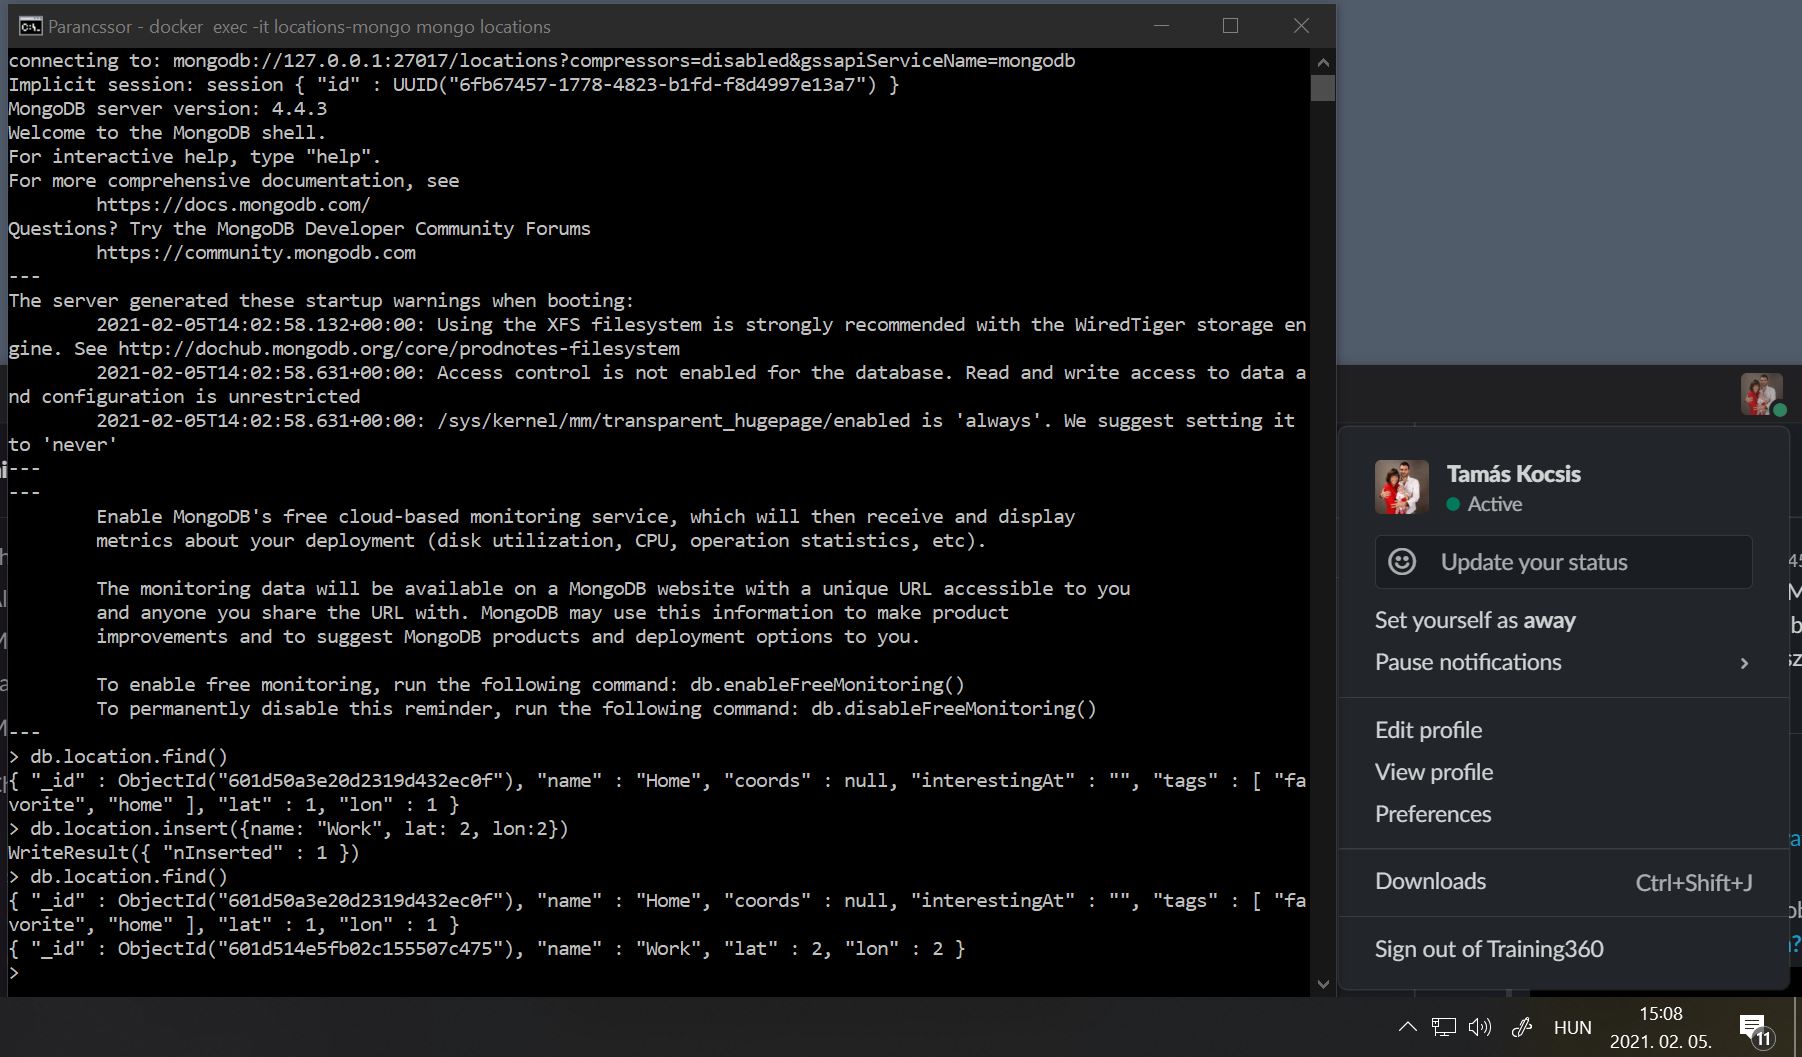 Parancssor - docker  exec -it locations-mongo mongo locations
connecting to: mongodb://127.0.0.1:27017/locations?compressors=disabled&gssapiServiceName=mongodb
Implicit session: session { "id" : UUID("6fb67457-1778-4823-b1fd-f8d4997e13a7") }
MongoDB server version: 4.4.3
Welcome to the MongoDB shell.
For interactive help, type "help".
For more comprehensive documentation, see
        https://docs.mongodb.com/
Questions? Try the MongoDB Developer Community Forums
        https://community.mongodb.com
---
The server generated these startup warnings when booting:
        2021-02-05T14:02:58.132+00:00: Using the XFS filesystem is strongly recommended with the WiredTiger storage en
gine. See http://dochub.mongodb.org/core/prodnotes-filesystem
        2021-02-05T14:02:58.631+00:00: Access control is not enabled for the database. Read and write access to data a
nd configuration is unrestricted
        2021-02-05T14:02:58.631+00:00: /sys/kernel/mm/transparent_hugepage/enabled is 'always'. We suggest setting it
to 'never'
---
---
        Enable MongoDB's free cloud-based monitoring service, which will then receive and display
        metrics about your deployment (disk utilization, CPU, operation statistics, etc).

        The monitoring data will be available on a MongoDB website with a unique URL accessible to you
        and anyone you share the URL with. MongoDB may use this information to make product
        improvements and to suggest MongoDB products and deployment options to you.

        To enable free monitoring, run the following command: db.enableFreeMonitoring()
        To permanently disable this reminder, run the following command: db.disableFreeMonitoring()
---
> db.location.find()
{ "_id" : ObjectId("601d50a3e20d2319d432ec0f"), "name" : "Home", "coords" : null, "interestingAt" : "", "tags" : [ "fa
vorite", "home" ], "lat" : 1, "lon" : 1 }
> db.location.insert({name: "Work", lat: 2, lon:2})
WriteResult({ "nInserted" : 1 })
> db.location.find()
{ "_id" : ObjectId("601d50a3e20d2319d432ec0f"), "name" : "Home", "coords" : null, "interestingAt" : "", "tags" : [ "fa
vorite", "home" ], "lat" : 1, "lon" : 1 }
{ "_id" : ObjectId("601d514e5fb02c155507c475"), "name" : "Work", "lat" : 2, "lon" : 2 }
>
Tamás Kocsis
Active
Update your status
Set yourself as away
Pause notifications
Edit profile
View profile
Preferences
Downloads Ctrl+Shift+J
Sign out of Training360
HUN
15:08
2021. 02. 05.
11